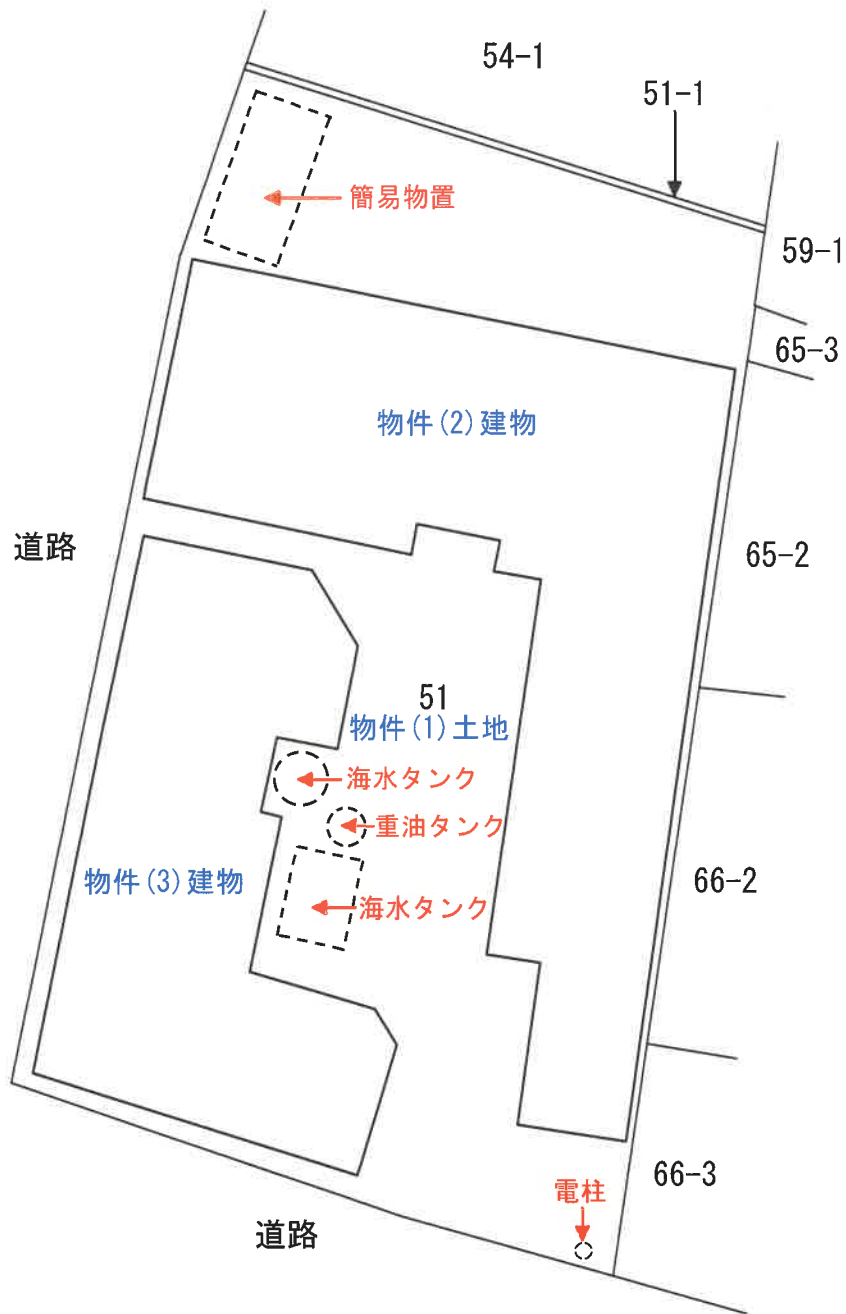 54-1
51-1
簡易物置
59-1
65-3
物件(2)建物
道路
65-2
51
物件(1)土地
海水タンク
重油タンク
物件(3)建物
66-2
海水タンク
66-3
電柱
道路